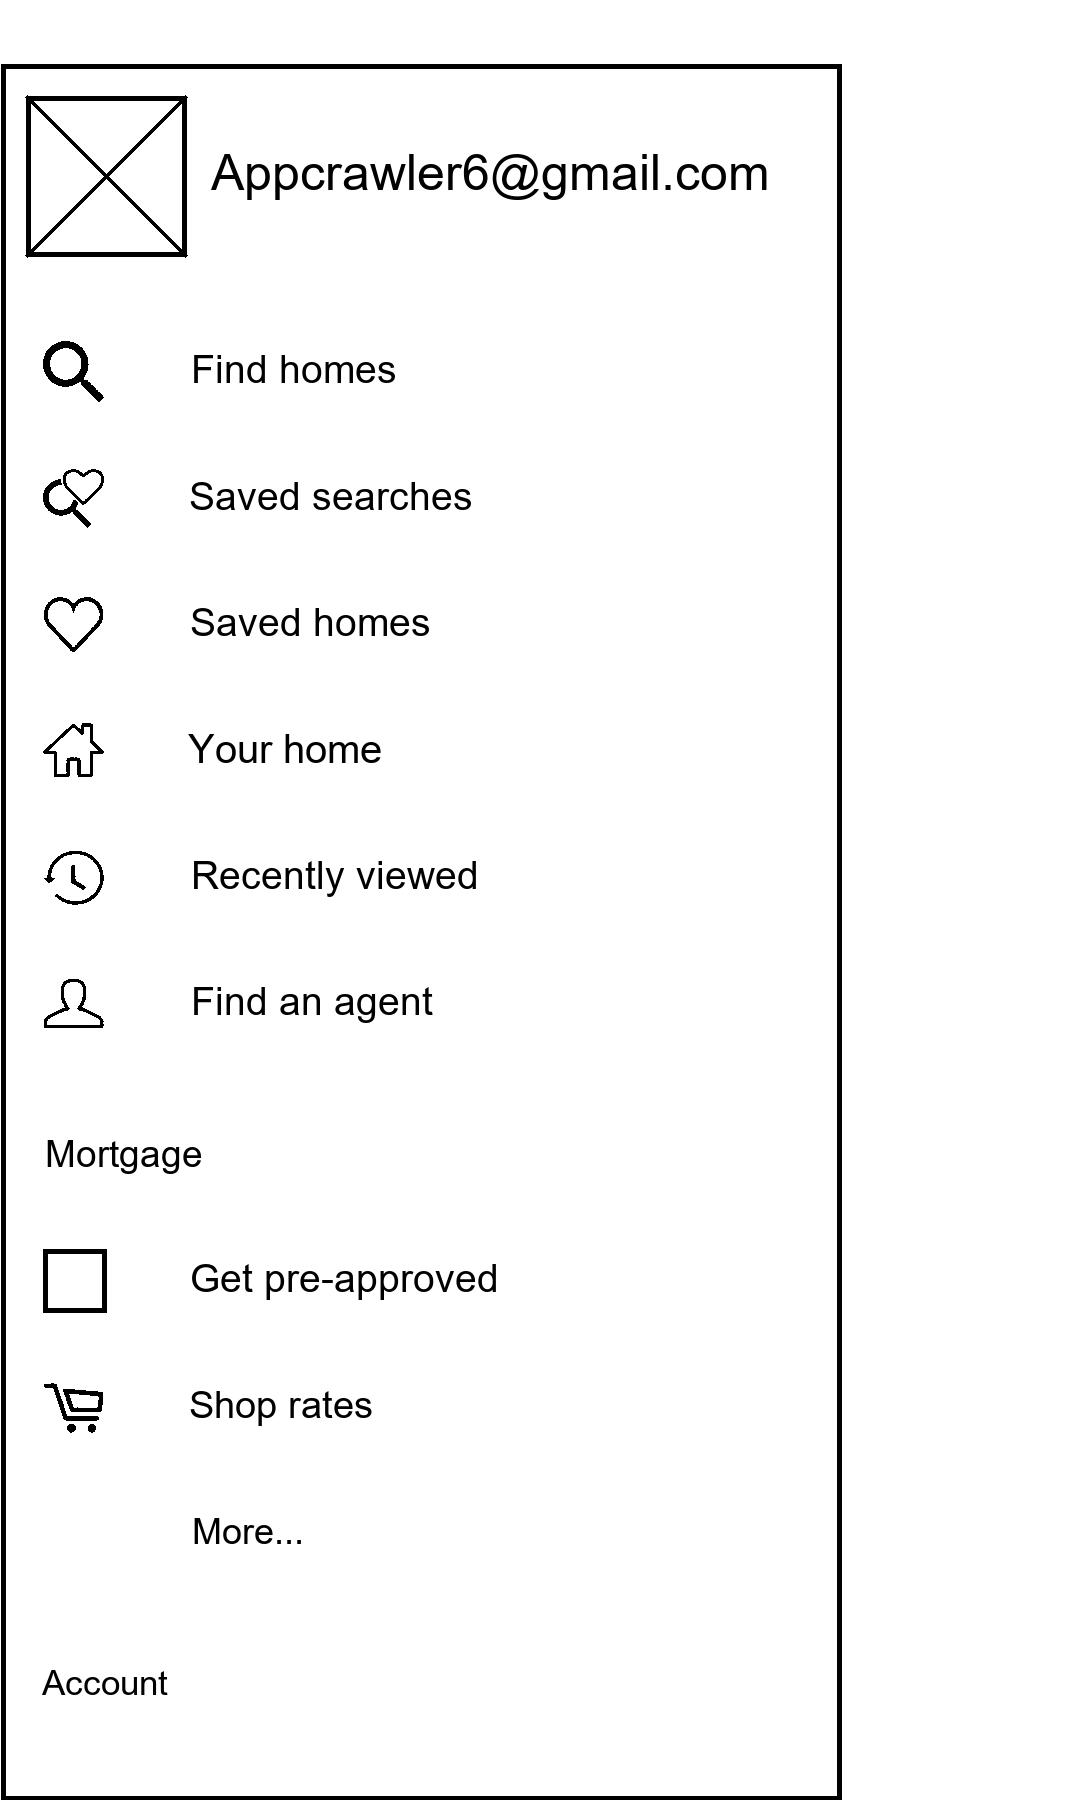 Appcrawler6@gmail.com
Find homes
Saved searches
Saved homes
Your home
Recently viewed
Find an agent
Mortgage
Get pre-approved
Shop rates
More...
Account